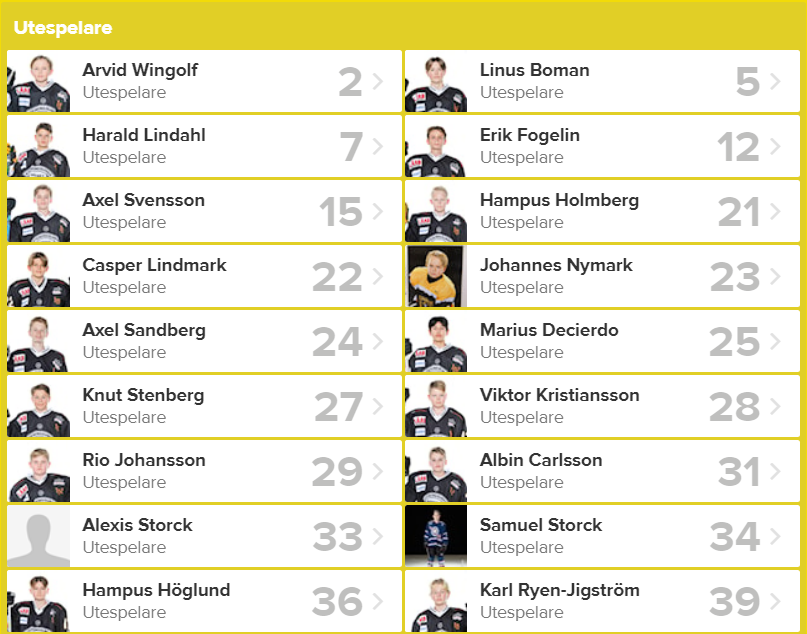 Utespelare
Arvid Wingolf
Utespelare
2
Linus Boman
Utespelare
5
Harald Lindahl
Utespelare
7
Erik Fogelin
Utespelare
12
Axel Svensson
Utespelare
15
Hampus Holmberg
Utespelare
21
Casper Lindmark
Utespelare
22
Johannes Nymark
Utespelare
23
Axel Sandberg
Utespelare
24
Marius Decierdo
Utespelare
25
Knut Stenberg
Utespelare
27
Viktor Kristiansson
Utespelare
28
Rio Johansson
Utespelare
29
Albin Carlsson
Utespelare
31
Alexis Storck
Utespelare
33
Samuel Storck
Utespelare
34
Hampus Höglund
Utespelare
36
Karl Ryen-Jigström
Utespelare
39